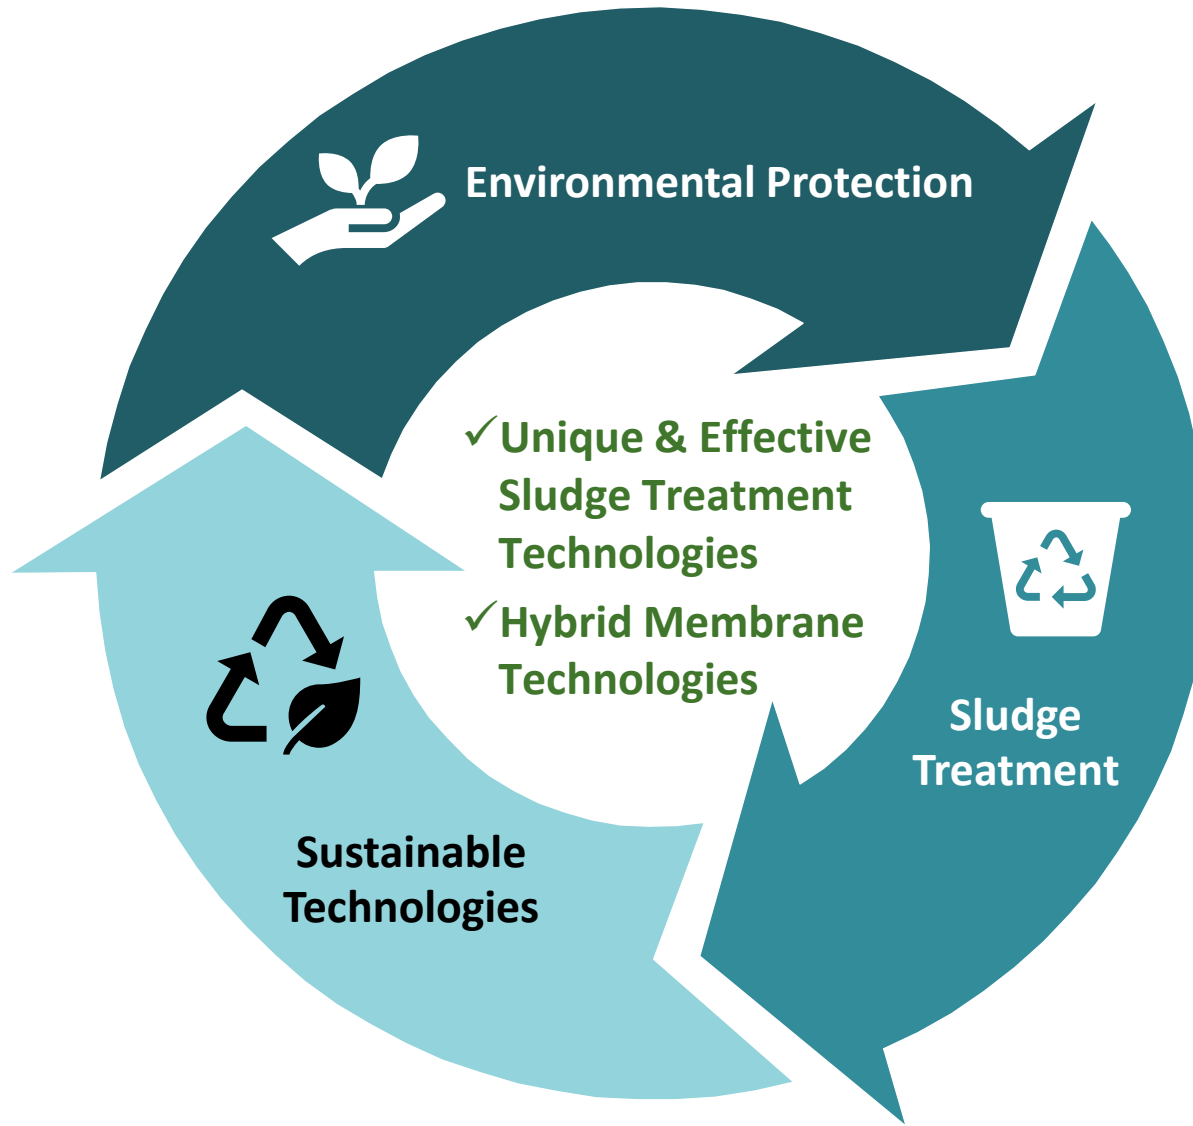 Environmental Protection
✓Unique & Effective
Sludge Treatment
Technologies
✓Hybrid Membrane
Technologies
Sludge
Treatment
Sustainable
Technologies